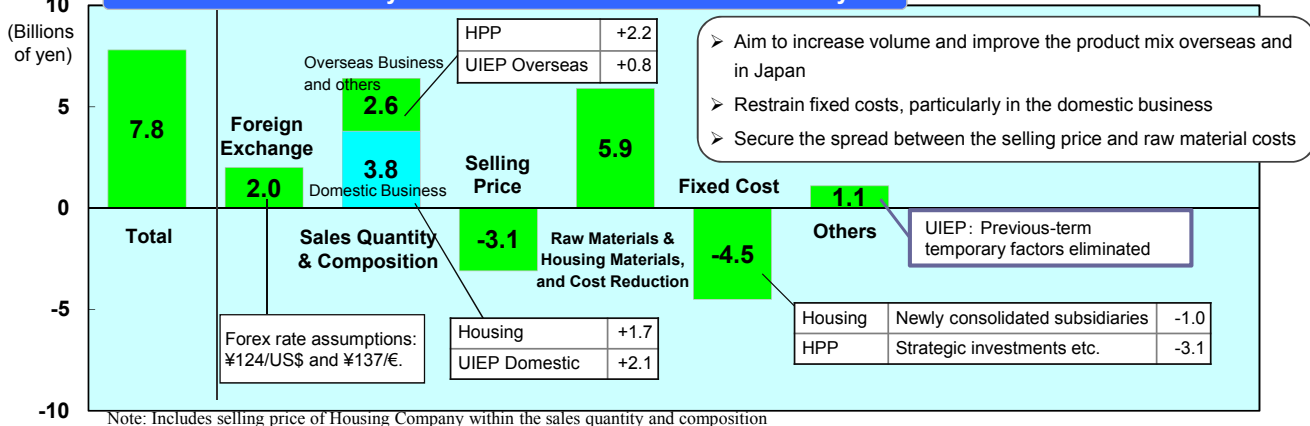 10
(Billions
of yen)
5
0
-5
-10
7.8
Total
Foreign
Exchange
2.0
Forex rate assumptions:
¥124/US$ and ¥137/€.
Overseas Business
and others
2.6
3.8
Domestic Business
Sales Quantity
& Composition
HPP +2.2
UIEP Overseas +0.8
Housing +1.7
UIEP Domestic +2.1
Selling
Price
-3.1
5.9
Raw Materials &
Housing Materials,
and Cost Reduction
Fixed Cost
-4.5
Housing Newly consolidated subsidiaries -1.0
HPP Strategic investments etc. -3.1
1.1
Others
UIEP: Previous-term
temporary factors eliminated
➢ Aim to increase volume and improve the product mix overseas and
in Japan
➢ Restrain fixed costs, particularly in the domestic business
➢ Secure the spread between the selling price and raw material costs
Note: Includes selling price of Housing Company within the sales quantity and composition